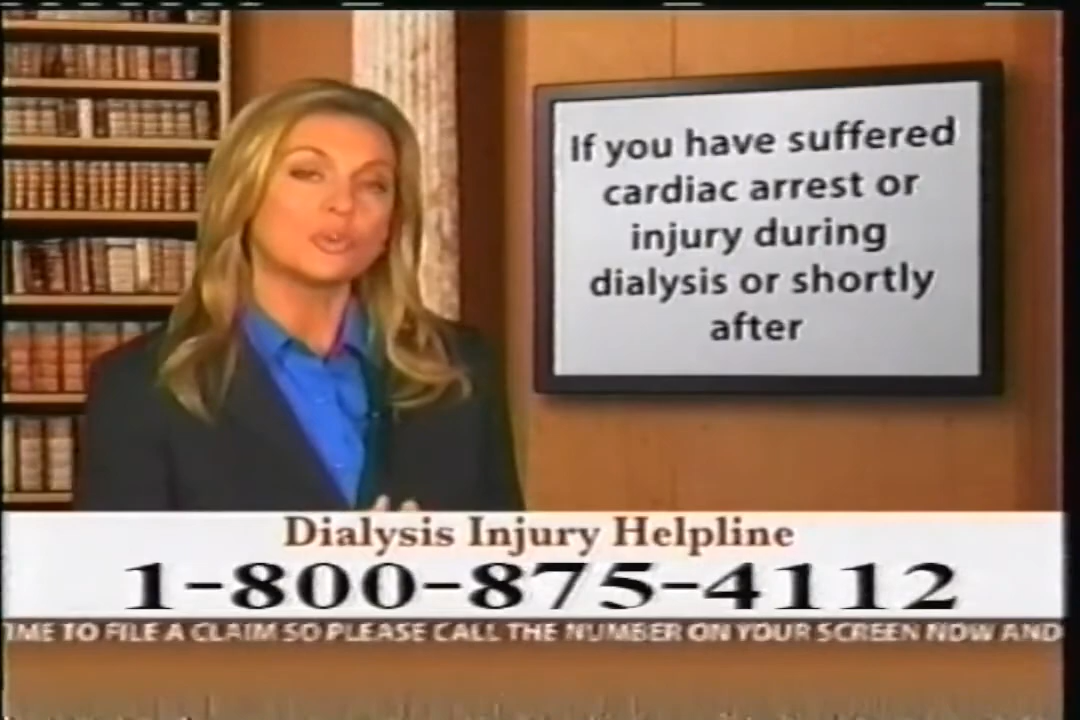 If you have suffered
cardiac arrest or
injury during
dialysis or shortly
after
Dialysis Injury Helpline
1-800-875-4112
TO FILE A CLAIM SO PLEASE CALL THE NUMBER ON YOUR SCREEN NOW AND